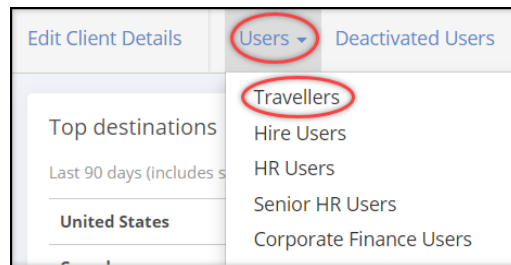 Edit Client Details
Users
Deactivated Users
Travellers
Hire Users
HR Users
Senior HR Users
Corporate Finance Users
Top destinations
Last 90 days (includes
United States